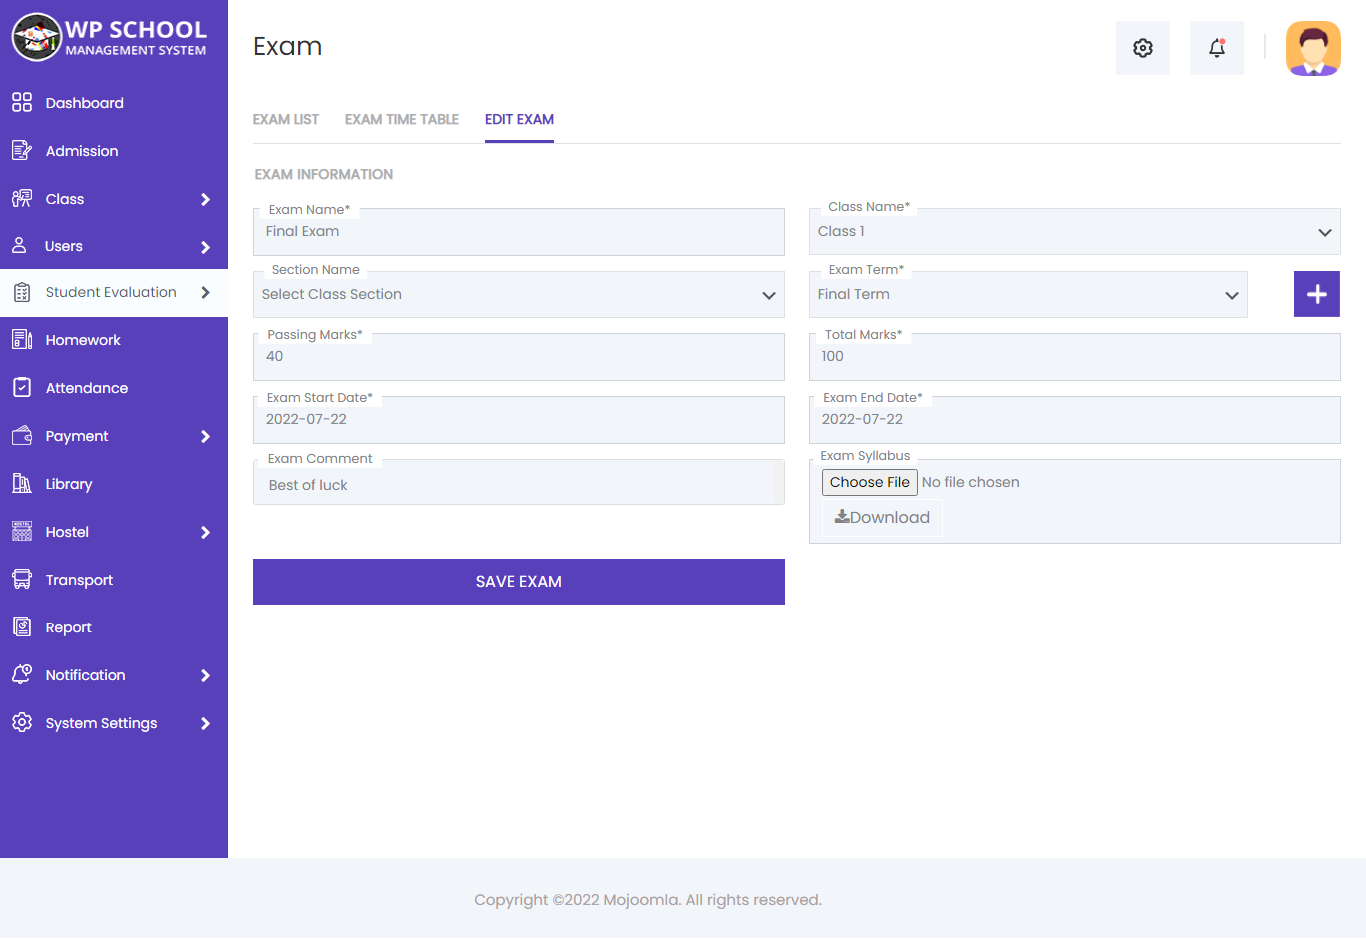 WP SCHOOL
MANAGEMENT SYSTEM
Dashboard
Admission
Class
Users
Student Evaluation
Homework
Attendance
Payment
Library
HOSTEL
Hostel
Transport
Report
Notification
System Settings
Exam
EXAM LIST
EXAM TIME TABLE
EDIT EXAM
EXAM INFORMATION
Exam Name*
Final Exam
Class Name*
Class 1
Section Name
Select Class Section
Exam Term*
Final Term
Passing Marks*
40
Total Marks*
100
Exam Start Date*
2022-07-22
Exam End Date*
2022-07-22
Exam Comment
Best of luck
Exam Syllabus
Choose File No file chosen
Download
SAVE EXAM
Copyright ©2022 Mojoomla. All rights reserved.